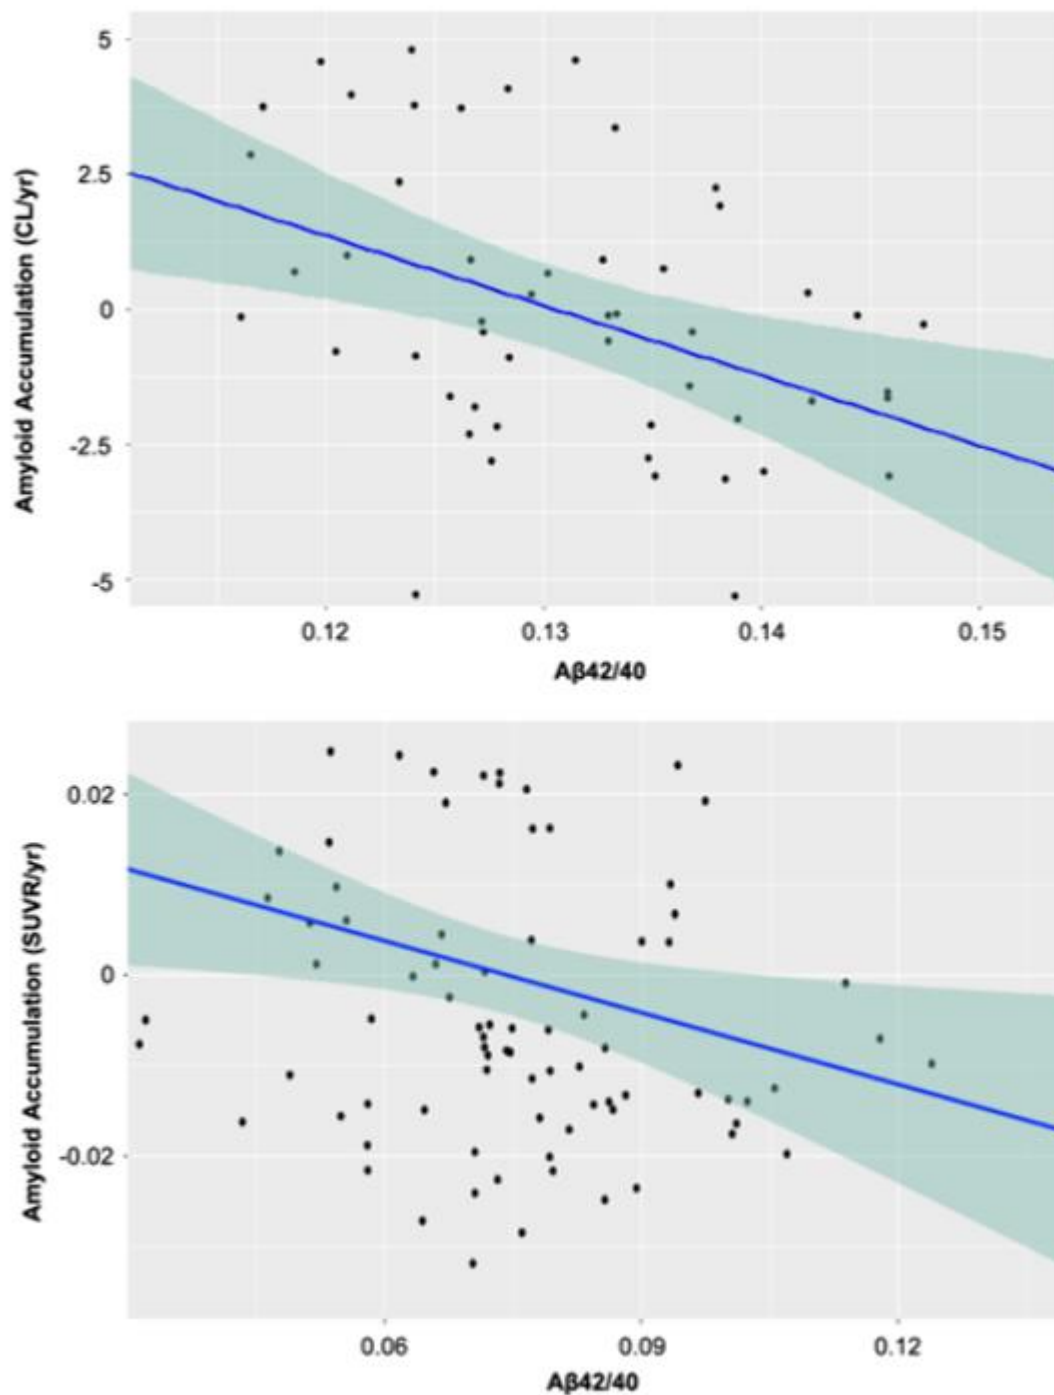 Amyloid Accumulation (CL/yr)
5
2.5
0
-2.5
-5
0.12 0.13 0.14 0.15
Aβ42/40
Amyloid Accumulation (SUVR/yr)
0.02
0
-0.02
0.06 0.09 0.12
Aβ42/40